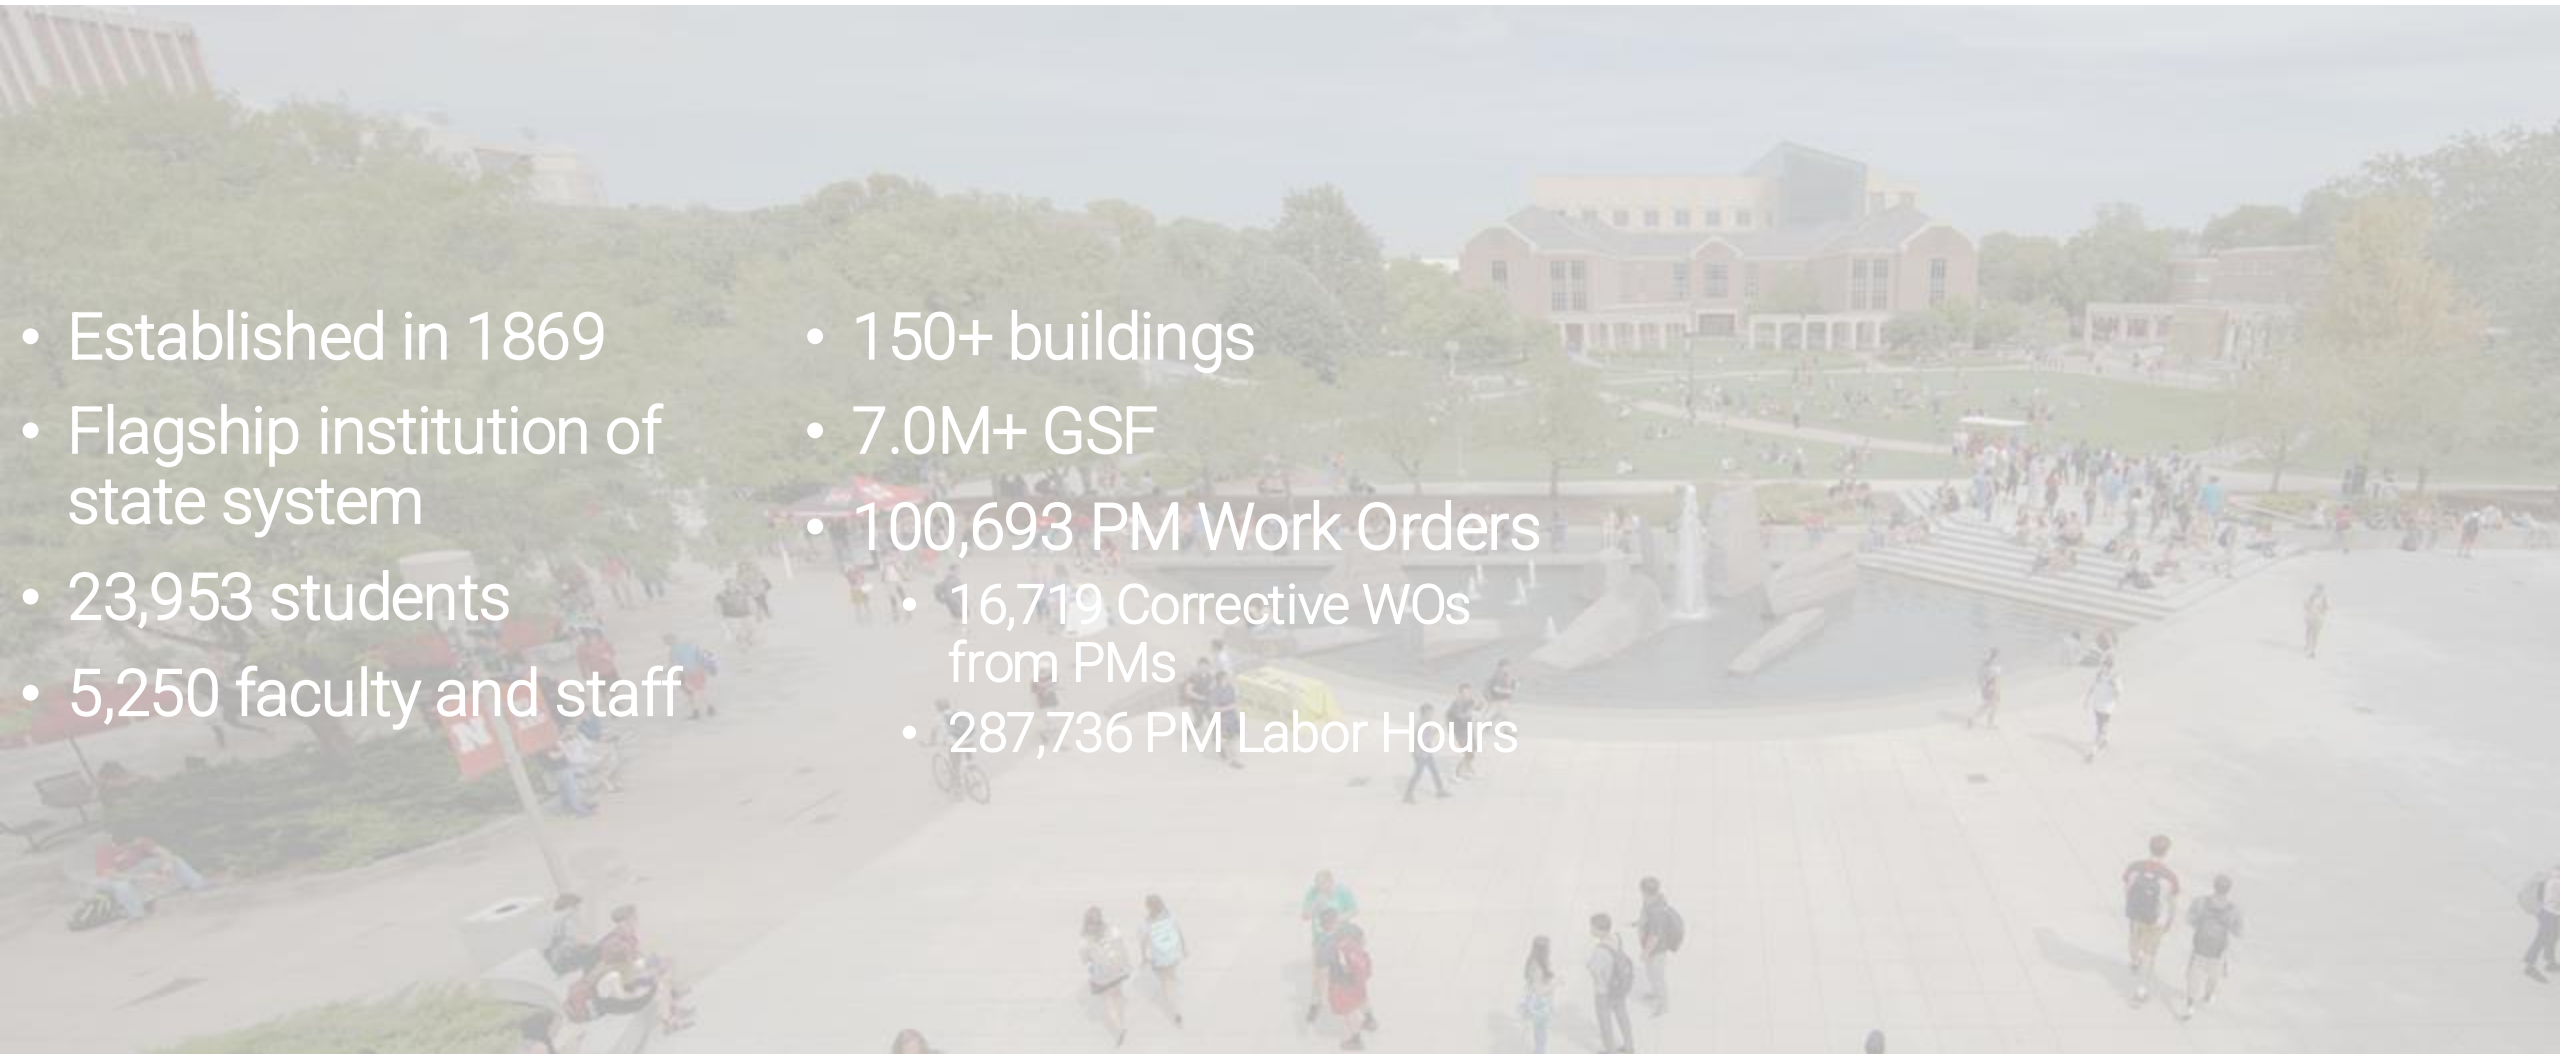 • Established in 1869
• Flagship institution of
state system
• 23,953 students
• 5,250 faculty and staff
• 150+ buildings
• 7.0M+ GSF
• 100,693 PM Work Orders
• 16,719 Corrective WOs
from PMs
• 287,736 PM Labor Hours
N